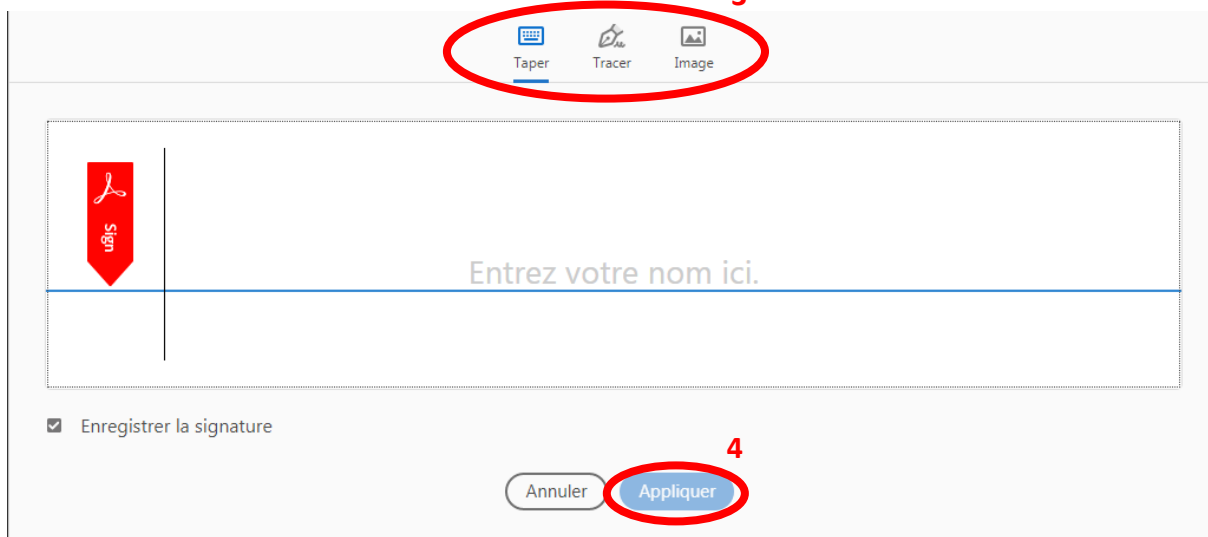 Taper Tracer Image
Sign
Entrez votre nom ici.
Enregistrer la signature
4
Annuler Appliquer